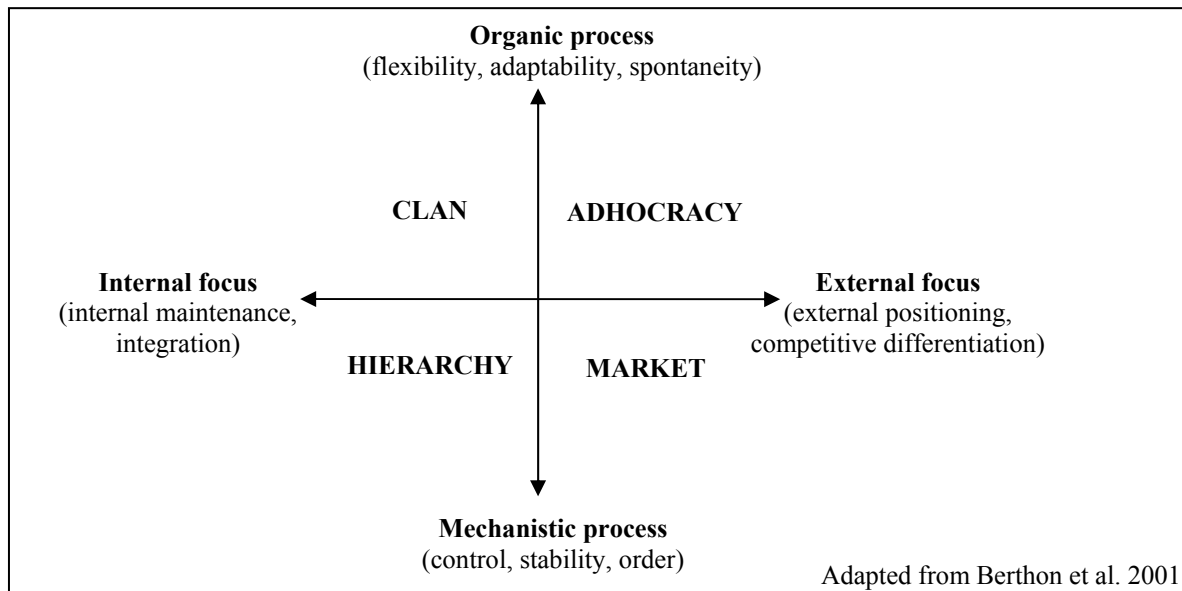 Organic process
(flexibility, adaptability, spontaneity)
CLAN
ADHOCRACY
Internal focus
(internal maintenance,
integration)
External focus
(external positioning,
competitive differentiation)
HIERARCHY
MARKET
Mechanistic process
(control, stability, order)
Adapted from Berthon et al. 2001